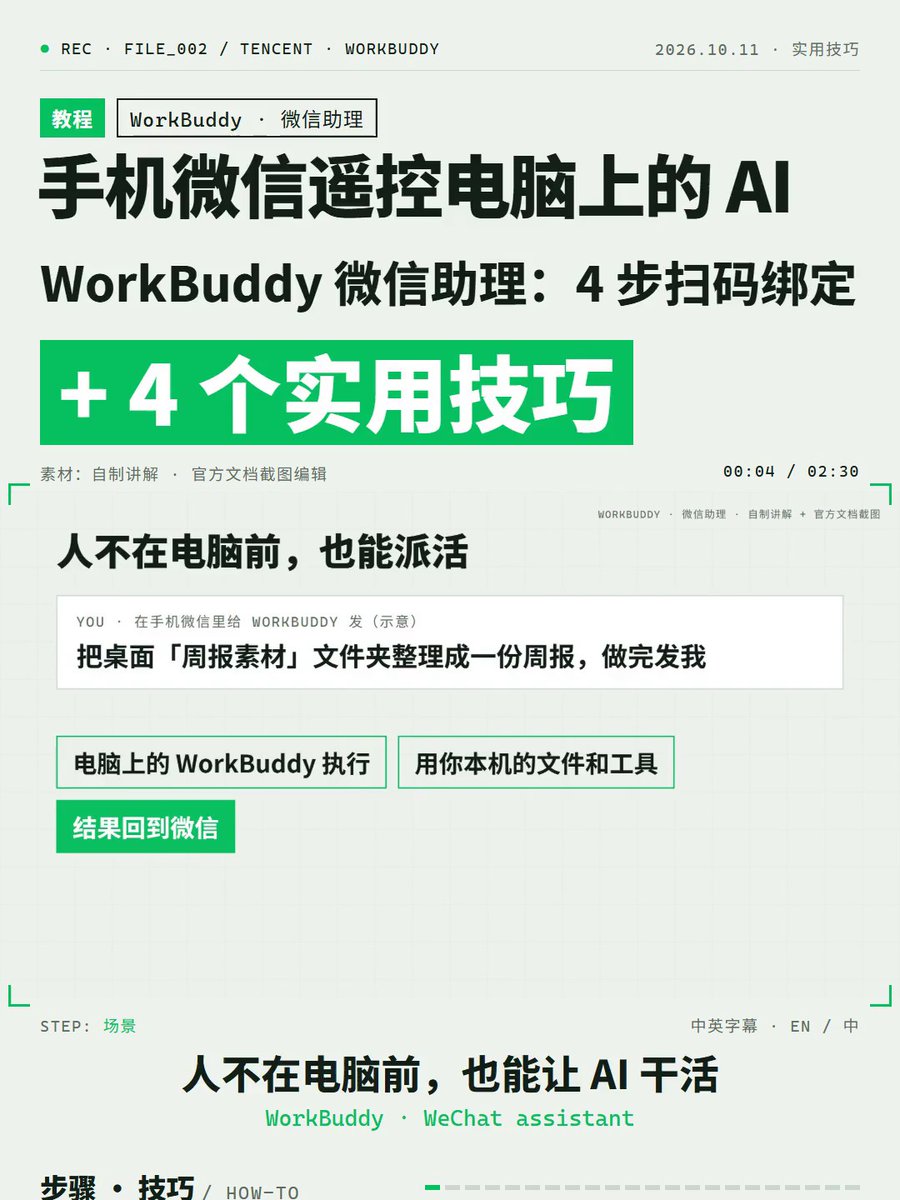 REC · FILE_002 / TENCENT · WORKBUDDY
2026.10.11 · 实用技巧
教程
WorkBuddy · 微信助理
手机微信遥控电脑上的 AI
WorkBuddy 微信助理：4 步扫码绑定
+ 4 个实用技巧
素材：自制讲解 · 官方文档截图编辑
00:04 / 02:30
WORKBUDDY · 微信助理 · 自制讲解 + 官方文档截图
人不在电脑前，也能派活
YOU · 在手机微信里给 WORKBUDDY 发（示意）
把桌面「周报素材」文件夹整理成一份周报，做完发我
电脑上的 WorkBuddy 执行
用你本机的文件和工具
结果回到微信
STEP: 场景
中英字幕 · EN / 中
人不在电脑前，也能让 AI 干活
WorkBuddy · WeChat assistant
步骤 · 技巧 / HOW-TO